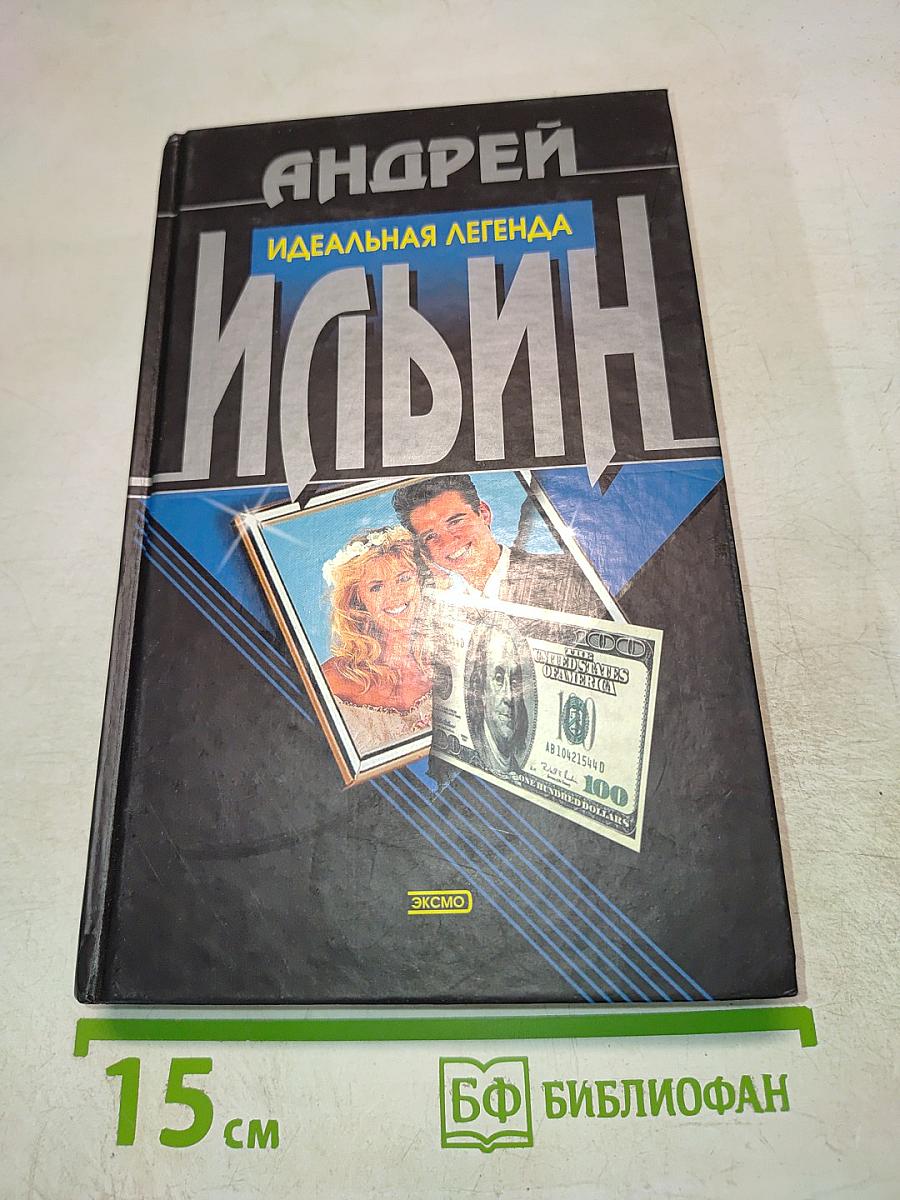 АНДРЕЙ
ИДЕАЛЬНАЯ ЛЕГЕНДА
ИЛЬИН
100
THE
UNITED STATES
OF AMERICA
100
AB10421544D
100
ONE HUNDRED DOLLARS
ЭКСМО
15 см
БФ БИБЛИОФАН